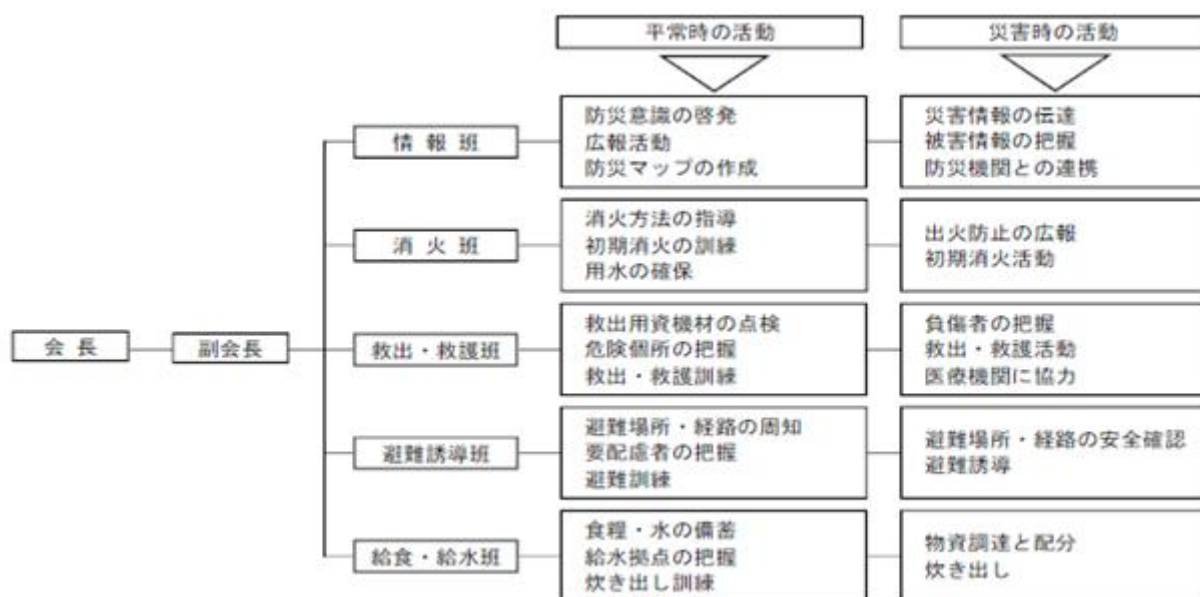 平常時の活動
災害時の活動
会長
副会長
情報班
防災意識の啓発
広報活動
防災マップの作成
災害情報の伝達
被害情報の把握
防災機関との連携
消火班
消火方法の指導
初期消火の訓練
用水の確保
出火防止の広報
初期消火活動
救出・救護班
救出用資機材の点検
危険個所の把握
救出・救護訓練
負傷者の把握
救出・救護活動
医療機関に協力
避難誘導班
避難場所・経路の周知
要配慮者の把握
避難訓練
避難場所・経路の安全確認
避難誘導
給食・給水班
食糧・水の備蓄
給水拠点の把握
炊き出し訓練
物資調達と配分
炊き出し